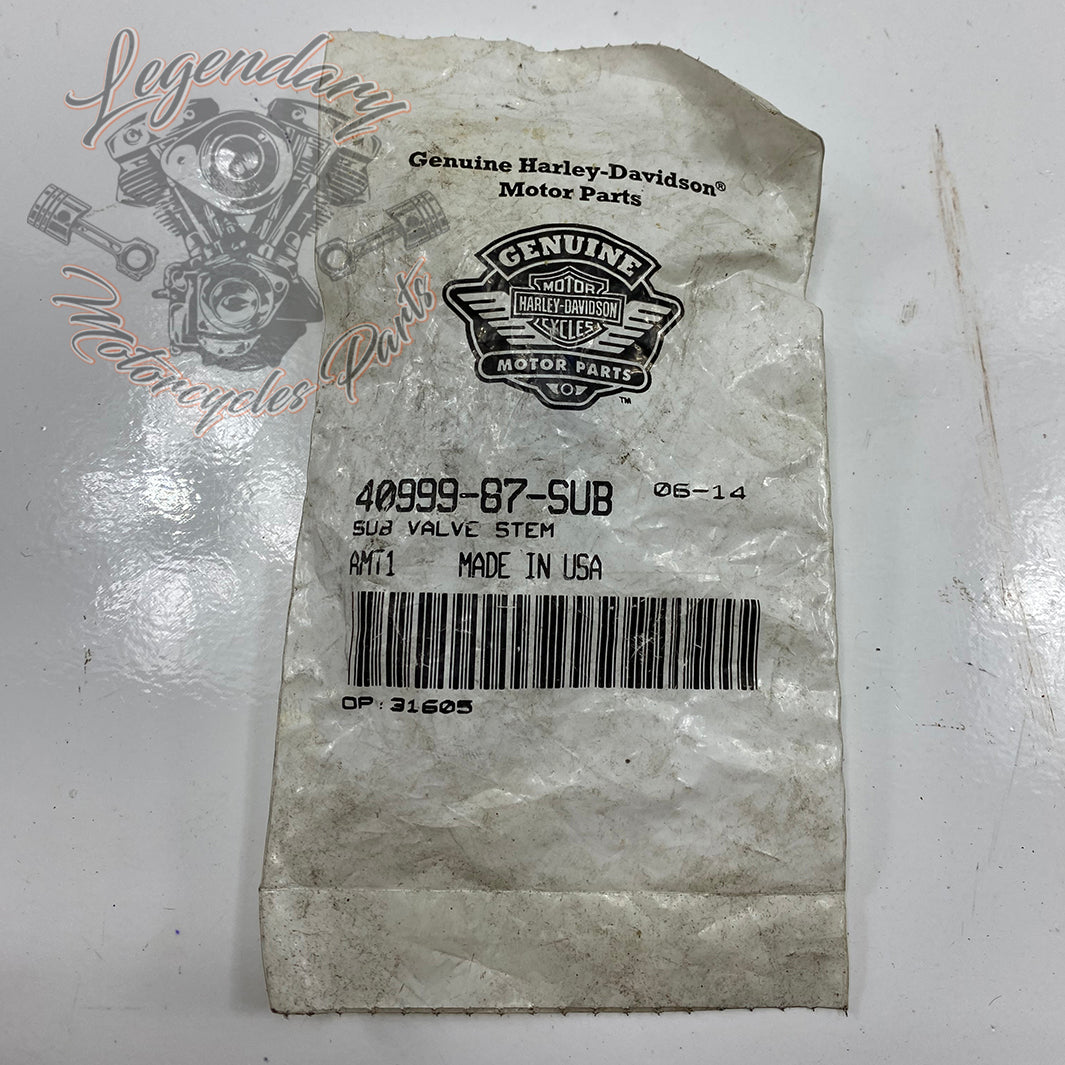 Legendary
Motorcycles Parts
Genuine Harley-Davidson®
Motor Parts
GENUINE
MOTOR
HARLEY-DAVIDSON
CYCLES
MOTOR PARTS
™
40999-87-SUB 06-14
SUB VALVE STEM
AMT1 MADE IN USA
OP:31605